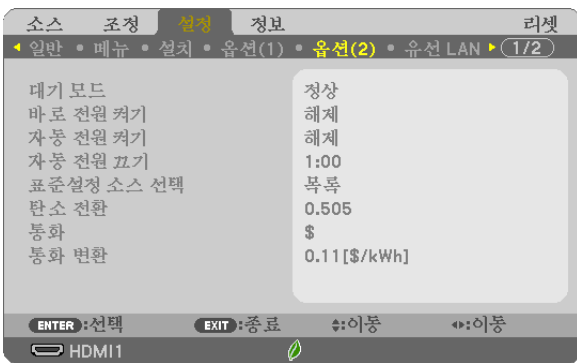 소스 조정 설정 정보 리셋
일반 • 메뉴 • 설치 • 옵션(1) • 옵션(2) • 유선 LAN 1/2
대기 모드 정상
바로 전원 켜기 해제
자동 전원 켜기 해제
자동 전원 끄기 1:00
표준설정 소스 선택 목록
탄소 전환 0.505
통화 $
통화 변환 0.11[$/kWh]
ENTER :선택 EXIT :종료 :이동 :이동
HDMI1